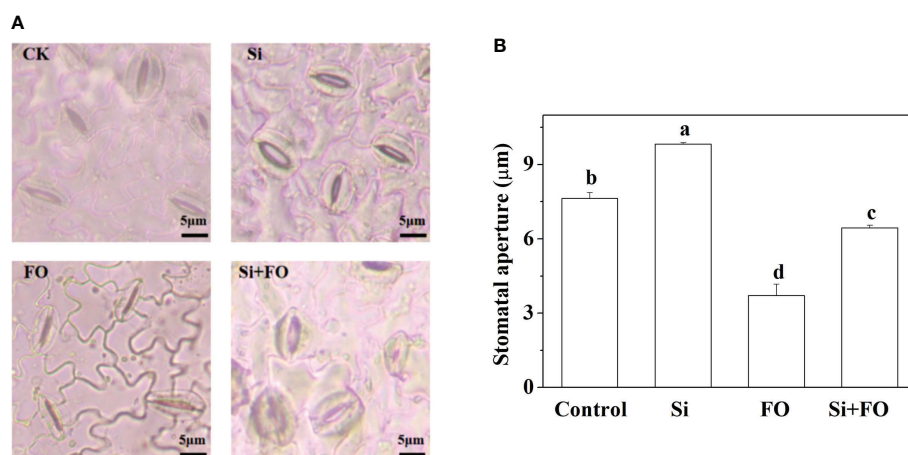 A
CK
5μm
Si
5μm
FO
5μm
Si+FO
5μm
B
Stomatal aperture (μm)
9
6
3
0
b
a
d
c
Control Si FO Si+FO